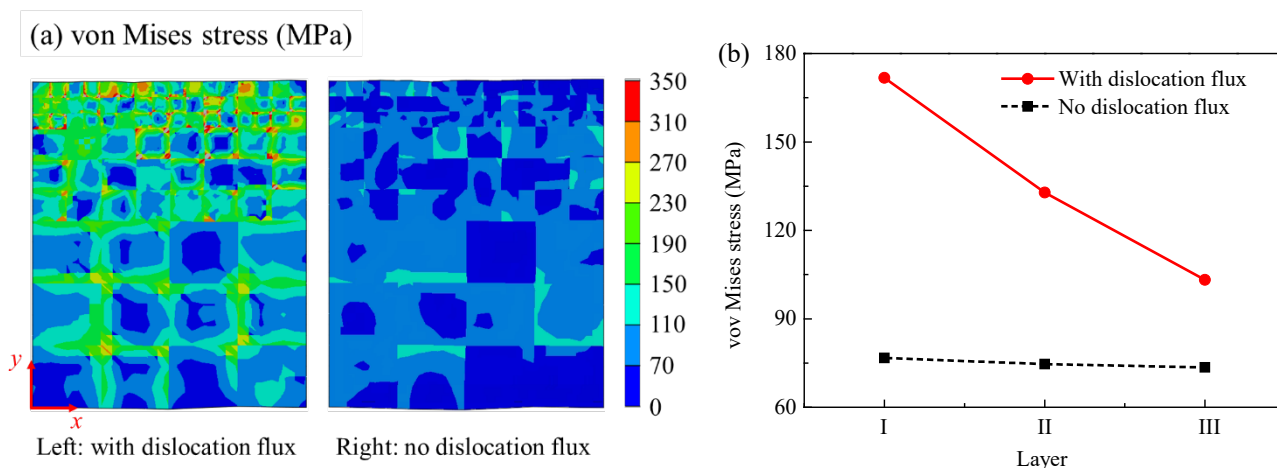 (a) von Mises stress (MPa)
350
310
270
230
190
150
110
70
0
y
x
Left: with dislocation flux
Right: no dislocation flux
(b)
180
150
120
90
60
vov Mises stress (MPa)
With dislocation flux
No dislocation flux
I
II
III
Layer